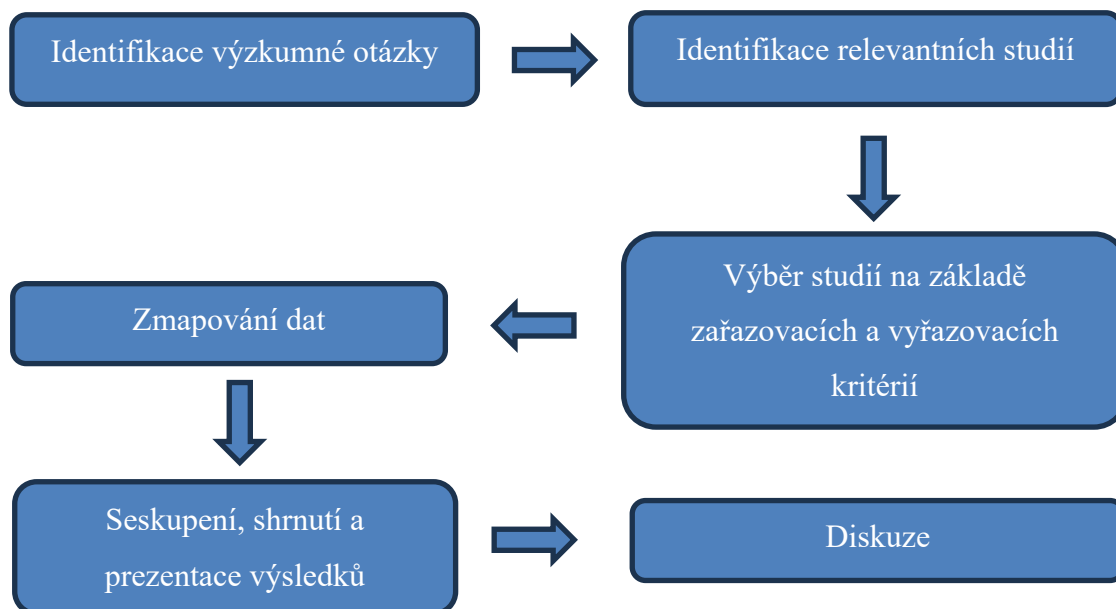 Identifikace výzkumné otázky
Identifikace relevantních studií
Výběr studií na základě
zařazovacích a vyřazovacích
kritérií
Zmapování dat
Seskupení, shrnutí a
prezentace výsledků
Diskuze